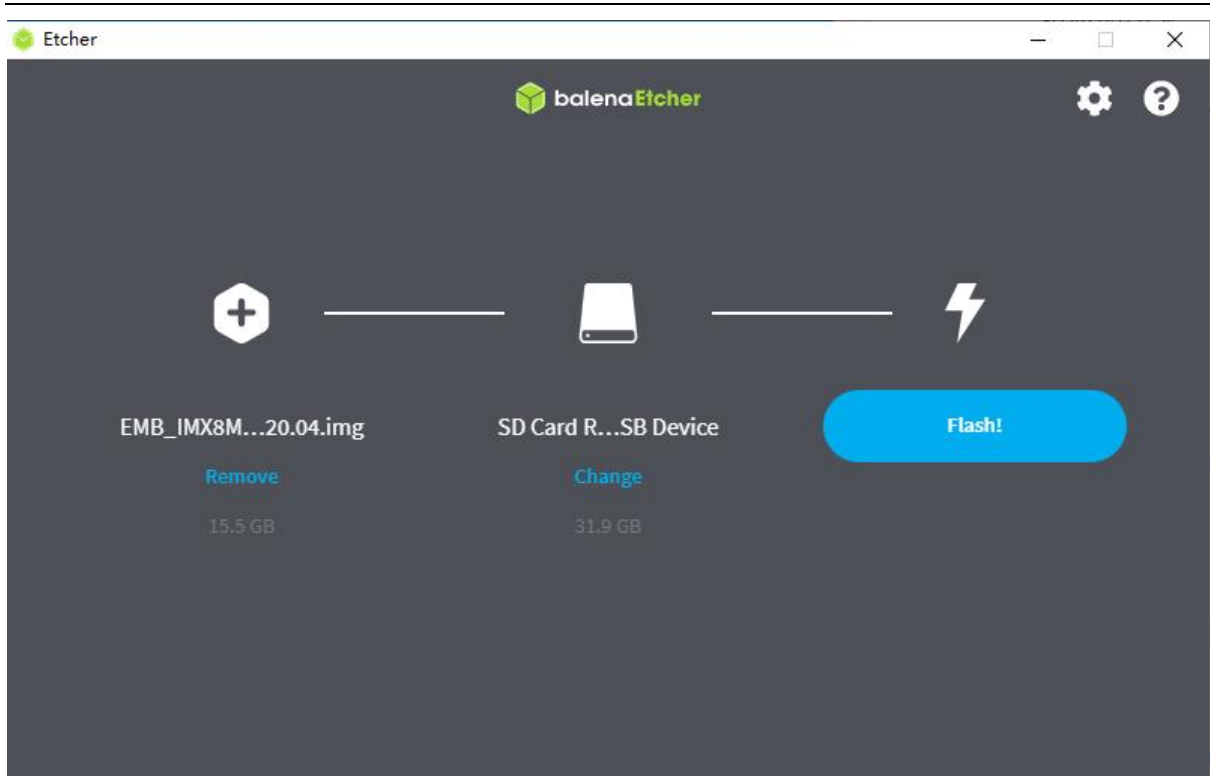 Etcher
balenaEtcher
EMB_IMX8M...20.04.img
SD Card R...SB Device
Flash!
Remove
Change
15.5 GB
31.9 GB